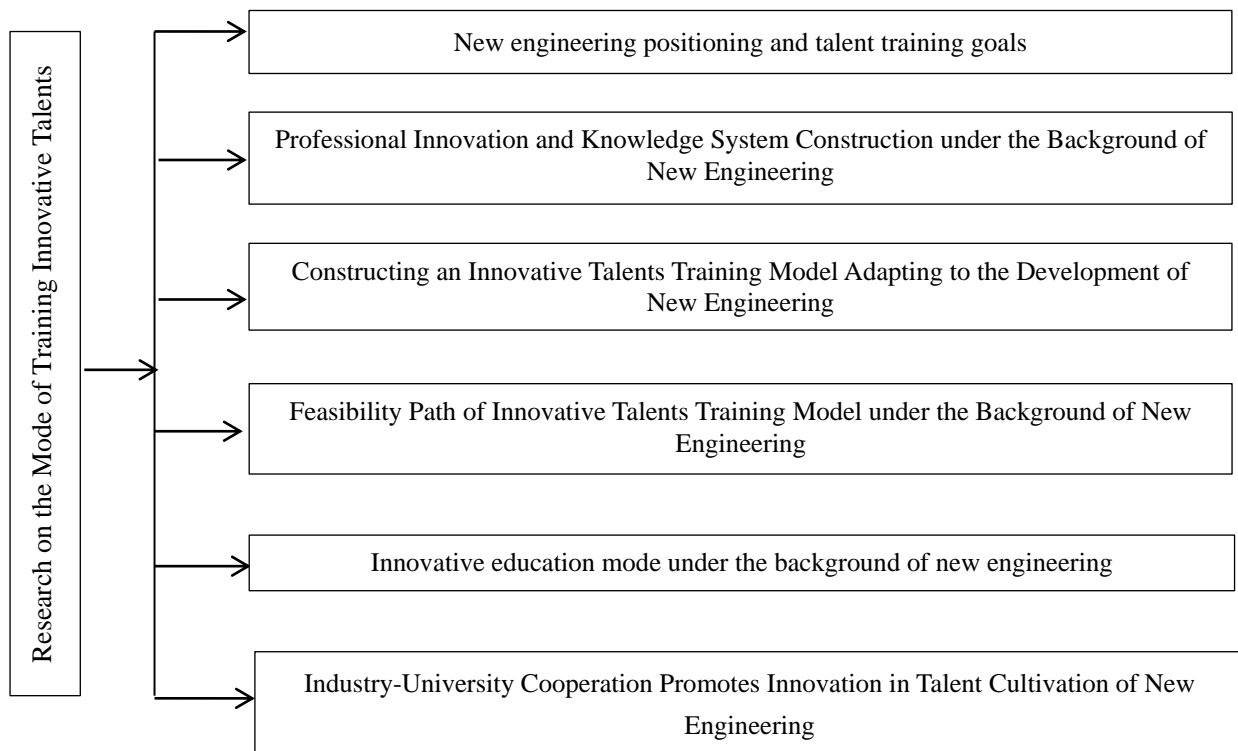 Research on the Mode of Training Innovative Talents
New engineering positioning and talent training goals
Professional Innovation and Knowledge System Construction under the Background of
New Engineering
Constructing an Innovative Talents Training Model Adapting to the Development of
New Engineering
Feasibility Path of Innovative Talents Training Model under the Background of New
Engineering
Innovative education mode under the background of new engineering
Industry-University Cooperation Promotes Innovation in Talent Cultivation of New
Engineering